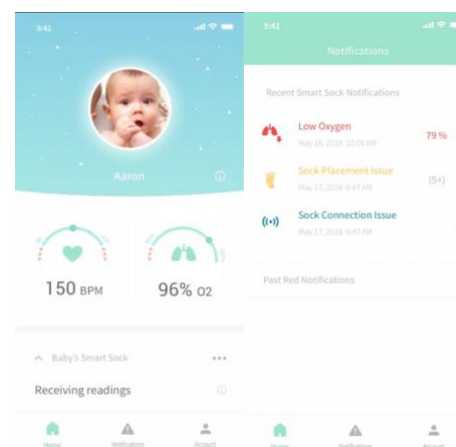 9:41
Aaron
150 BPM
96% O2
Baby's Smart Sock
Receiving readings
Home
Notifications
Account
9:41
Notifications
Recent Smart Sock Notifications
Low Oxygen
May 16, 2018 12:09 AM
79 %
Sock Placement Issue
May 17, 2018 6:47 AM
(5+)
Sock Connection Issue
May 17, 2018 6:47 AM
Past Red Notifications
Home
Notifications
Account